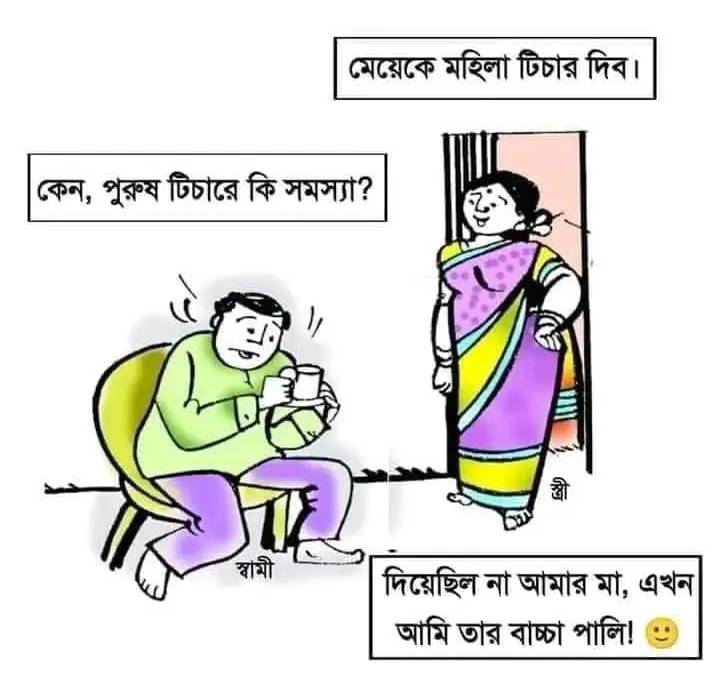 মেয়েকে মহিলা টিচার দিব।
কেন, পুরুষ টিচারে কি সমস্যা?
স্ত্রী
স্বামী
দিয়েছিল না আমার মা, এখন
আমি তার বাচ্চা পালি! 🙂